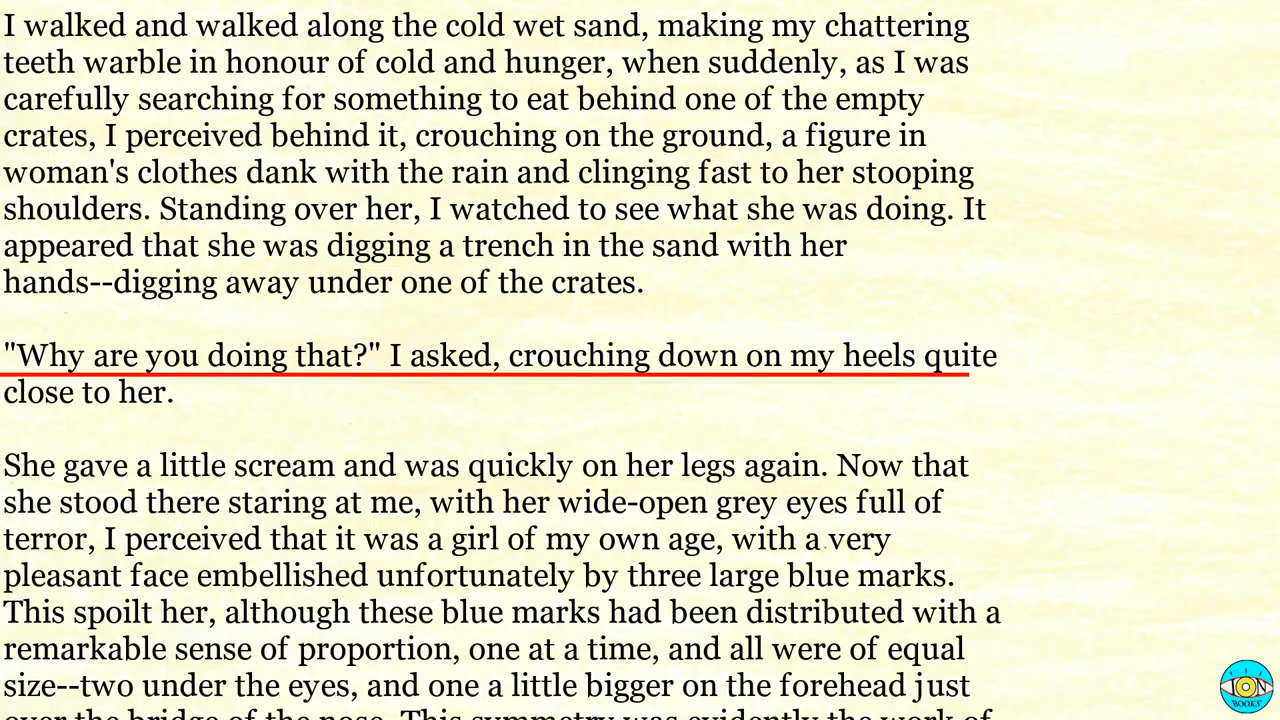 I walked and walked along the cold wet sand, making my chattering
teeth warble in honour of cold and hunger, when suddenly, as I was
carefully searching for something to eat behind one of the empty
crates, I perceived behind it, crouching on the ground, a figure in
woman's clothes dank with the rain and clinging fast to her stooping
shoulders. Standing over her, I watched to see what she was doing. It
appeared that she was digging a trench in the sand with her
hands--digging away under one of the crates.
"Why are you doing that?" I asked, crouching down on my heels quite
close to her.
She gave a little scream and was quickly on her legs again. Now that
she stood there staring at me, with her wide-open grey eyes full of
terror, I perceived that it was a girl of my own age, with a very
pleasant face embellished unfortunately by three large blue marks.
This spoilt her, although these blue marks had been distributed with a
remarkable sense of proportion, one at a time, and all were of equal
size--two under the eyes, and one a little bigger on the forehead just
over the bridge of the nose. This symmetry was evidently the work of
ION
BOOKS